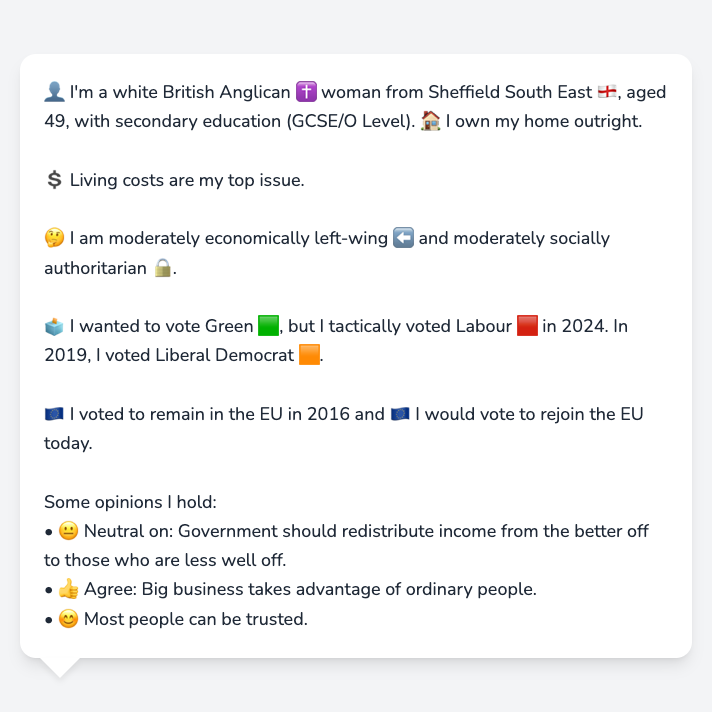 👤 I'm a white British Anglican ✝️ woman from Sheffield South East 🏴󠁧󠁢󠁥󠁮󠁧󠁿, aged
49, with secondary education (GCSE/O Level). 🏠 I own my home outright.
💲 Living costs are my top issue.
🤔 I am moderately economically left-wing ⬅️ and moderately socially
authoritarian 🔒.
🗳️ I wanted to vote Green 🟩, but I tactically voted Labour 🟥 in 2024. In
2019, I voted Liberal Democrat 🟧.
🇪🇺 I voted to remain in the EU in 2016 and 🇪🇺 I would vote to rejoin the EU
today.
Some opinions I hold:
• 😐 Neutral on: Government should redistribute income from the better off
to those who are less well off.
• 👍 Agree: Big business takes advantage of ordinary people.
• 😊 Most people can be trusted.